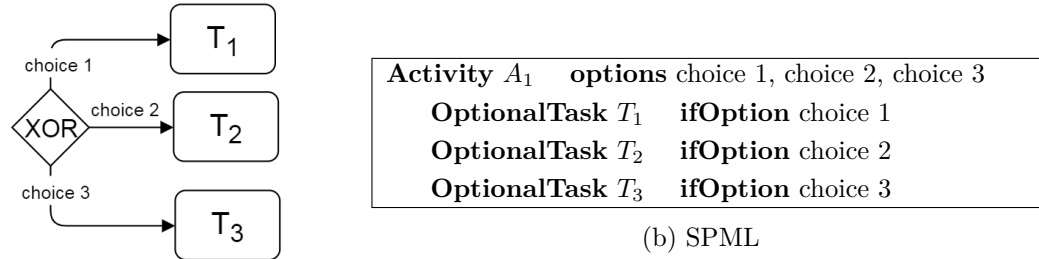 T1
choice 1
choice 2
XOR
T2
choice 3
T3
Activity A1 options choice 1, choice 2, choice 3
OptionalTask T1 ifOption choice 1
OptionalTask T2 ifOption choice 2
OptionalTask T3 ifOption choice 3
(b) SPML